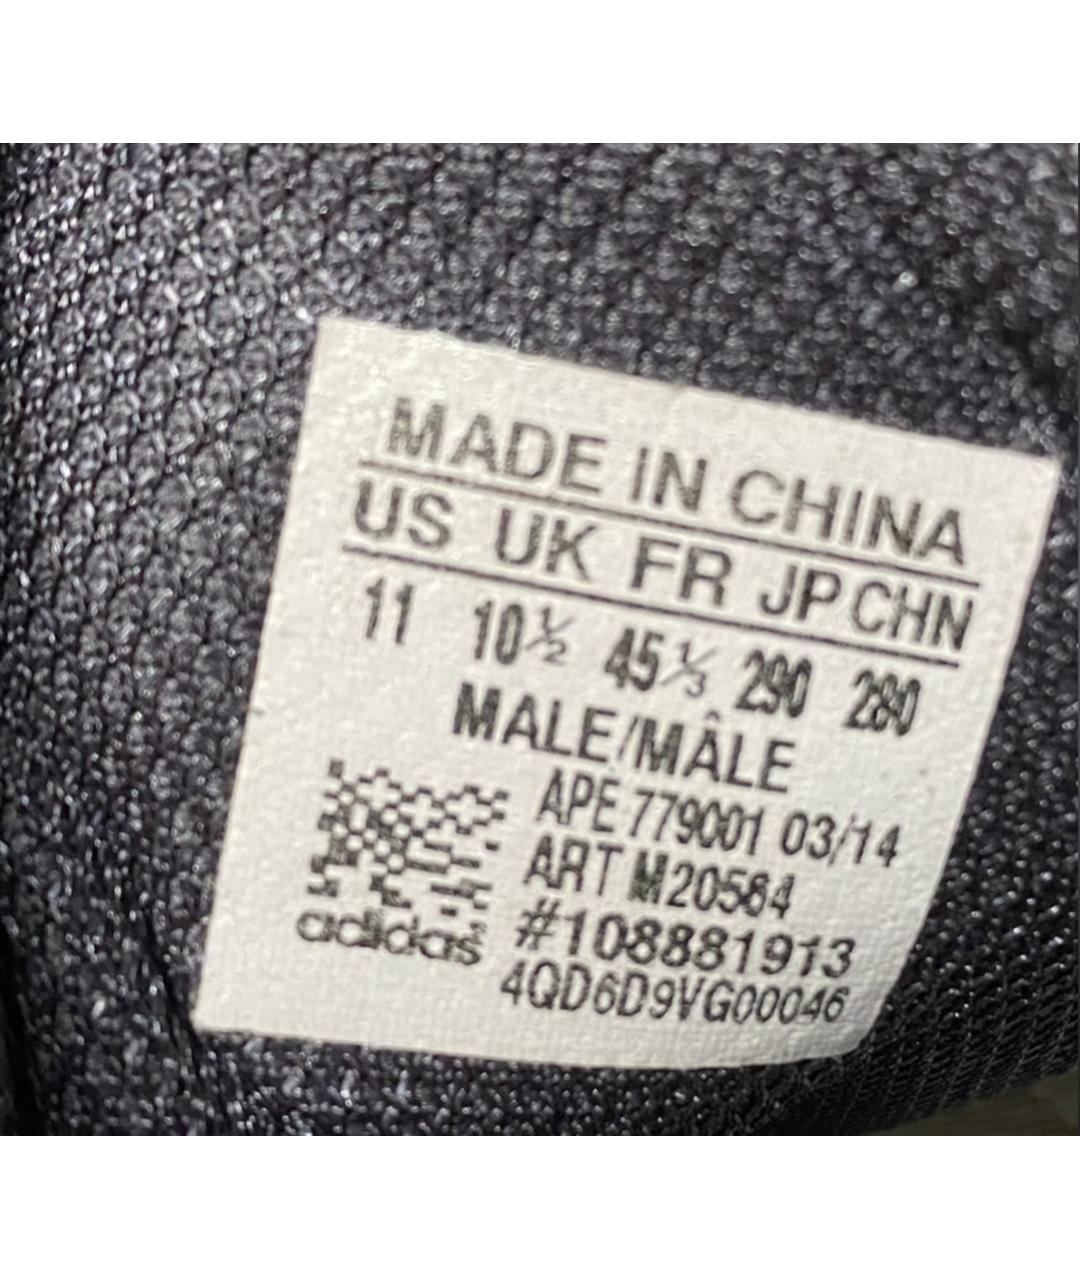 MADE IN CHINA
US UK FR JP CHN
11 10½ 45⅓ 290 280
MALE/MÂLE
APE 779001 03/14
ART M20584
#108881913
4QD6D9VG00046
adidas